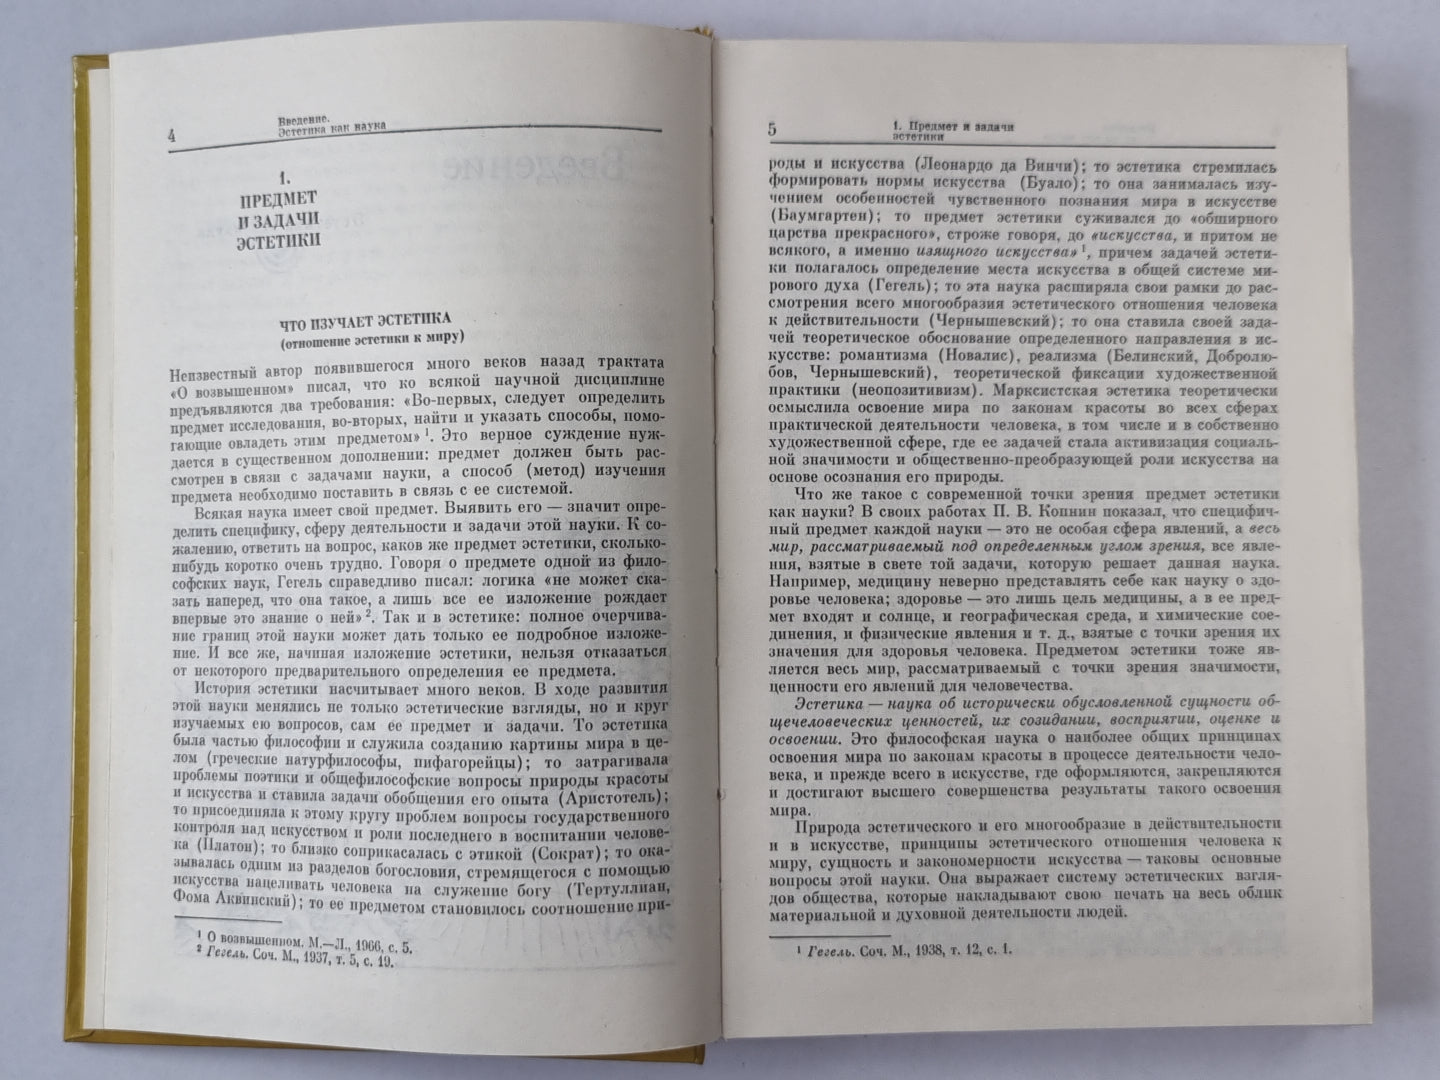 4
Введение.
Эстетика как наука
1.
ПРЕДМЕТ
И ЗАДАЧИ
ЭСТЕТИКИ
ЧТО ИЗУЧАЕТ ЭСТЕТИКА
(отношение эстетики к миру)
Неизвестный автор появившегося много веков назад трактата
«О возвышенном» писал, что ко всякой научной дисциплине
предъявляются два требования: «Во-первых, следует определить
предмет исследования, во-вторых, найти и указать способы, помо-
гающие овладеть этим предметом»¹. Это верное суждение нуж-
дается в существенном дополнении: предмет должен быть рас-
смотрен в связи с задачами науки, а способ (метод) изучения
предмета необходимо поставить в связь с ее системой.
Всякая наука имеет свой предмет. Выявить его — значит опре-
делить специфику, сферу деятельности и задачи этой науки. К со-
жалению, ответить на вопрос, каков же предмет эстетики, сколько-
нибудь коротко очень трудно. Говоря о предмете одной из фило-
софских наук, Гегель справедливо писал: логика «не может ска-
зать наперед, что она такое, а лишь все ее изложение рождает
впервые это знание о ней»². Так и в эстетике: полное очерчива-
ние границ этой науки может дать только ее подробное изложе-
ние. И все же, начиная изложение эстетики, нельзя отказаться
от некоторого предварительного определения ее предмета.
История эстетики насчитывает много веков. В ходе развития
этой науки менялись не только эстетические взгляды, но и круг
изучаемых ею вопросов, сам ее предмет и задачи. То эстетика
была частью философии и служила созданию картины мира в це-
лом (греческие натурфилософы, пифагорейцы); то затрагивала
проблемы поэтики и общефилософские вопросы природы красоты
и искусства и ставила задачи обобщения его опыта (Аристотель);
то присоединяла к этому кругу проблем вопросы государственного
контроля над искусством и роли последнего в воспитании челове-
ка (Платон); то близко соприкасалась с этикой (Сократ); то ока-
зывалась одним из разделов богословия, стремящегося с помощью
искусства нацеливать человека на служение богу (Тертуллиан,
Фома Аквинский); то ее предметом становилось соотношение при-
¹ О возвышенном. М.—Л., 1966, с. 5.
² Гегель. Соч. М., 1937, т. 5, с. 19.
5
1. Предмет и задачи
эстетики
роды и искусства (Леонардо да Винчи); то эстетика стремилась
формировать нормы искусства (Буало); то она занималась изу-
чением особенностей чувственного познания мира в искусстве
(Баумгартен); то предмет эстетики суживался до «обширного
царства прекрасного», строже говоря, до «искусства, и притом не
всякого, а именно изящного искусства»¹, причем задачей эстети-
ки полагалось определение места искусства в общей системе ми-
рового духа (Гегель); то эта наука расширяла свои рамки до рас-
смотрения всего многообразия эстетического отношения человека
к действительности (Чернышевский); то она ставила своей зада-
чей теоретическое обоснование определенного направления в ис-
кусстве: романтизма (Новалис), реализма (Белинский, Добролю-
бов, Чернышевский), теоретической фиксации художественной
практики (неопозитивизм). Марксистская эстетика теоретически
осмыслила освоение мира по законам красоты во всех сферах
практической деятельности человека, в том числе и в собственно
художественной сфере, где ее задачей стала активизация социаль-
ной значимости и общественно-преобразующей роли искусства на
основе осознания его природы.
Что же такое с современной точки зрения предмет эстетики
как науки? В своих работах П. В. Копнин показал, что специфич-
ный предмет каждой науки — это не особая сфера явлений, а весь
мир, рассматриваемый под определенным углом зрения, все явле-
ния, взятые в свете той задачи, которую решает данная наука.
Например, медицину неверно представлять себе как науку о здо-
ровье человека; здоровье — это лишь цель медицины, а в ее пред-
мет входят и солнце, и географическая среда, и химические сое-
динения, и физические явления и т. д., взятые с точки зрения их
значения для здоровья человека. Предметом эстетики тоже яв-
ляется весь мир, рассматриваемый с точки зрения значимости,
ценности его явлений для человечества.
Эстетика — наука об исторически обусловленной сущности об-
щечеловеческих ценностей, их созидании, восприятии, оценке и
освоении. Это философская наука о наиболее общих принципах
освоения мира по законам красоты в процессе деятельности чело-
века, и прежде всего в искусстве, где оформляются, закрепляются
и достигают высшего совершенства результаты такого освоения
мира.
Природа эстетического и его многообразие в действительности
и в искусстве, принципы эстетического отношения человека к
миру, сущность и закономерности искусства — таковы основные
вопросы этой науки. Она выражает систему эстетических взгля-
дов общества, которые накладывают свою печать на весь облик
материальной и духовной деятельности людей.
¹ Гегель. Соч. М., 1938, т. 12, с. 1.